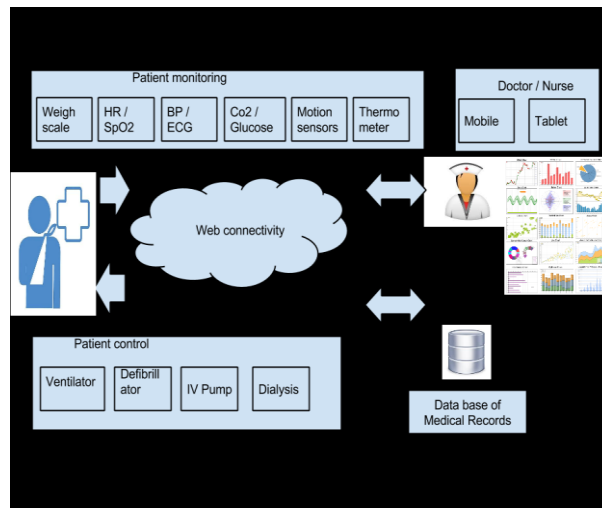 Patient monitoring
Weigh
scale
HR /
SpO2
BP /
ECG
Co2 /
Glucose
Motion
sensors
Thermo
meter
Doctor / Nurse
Mobile
Tablet
Web connectivity
Patient control
Ventilator
Defibrill
ator
IV Pump
Dialysis
Data base of
Medical Records